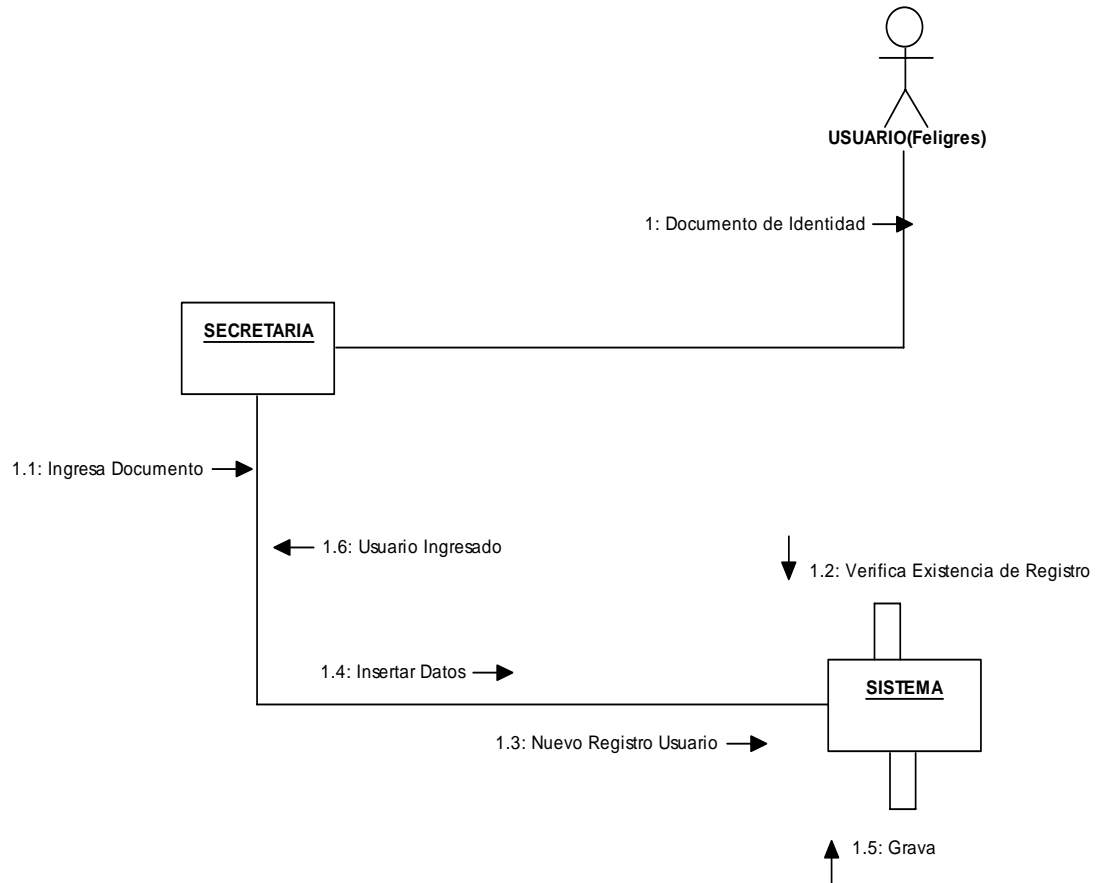 USUARIO(Feligres)
1: Documento de Identidad
SECRETARIA
1.1: Ingresa Documento
1.6: Usuario Ingresado
1.2: Verifica Existencia de Registro
1.4: Insertar Datos
SISTEMA
1.3: Nuevo Registro Usuario
1.5: Grava